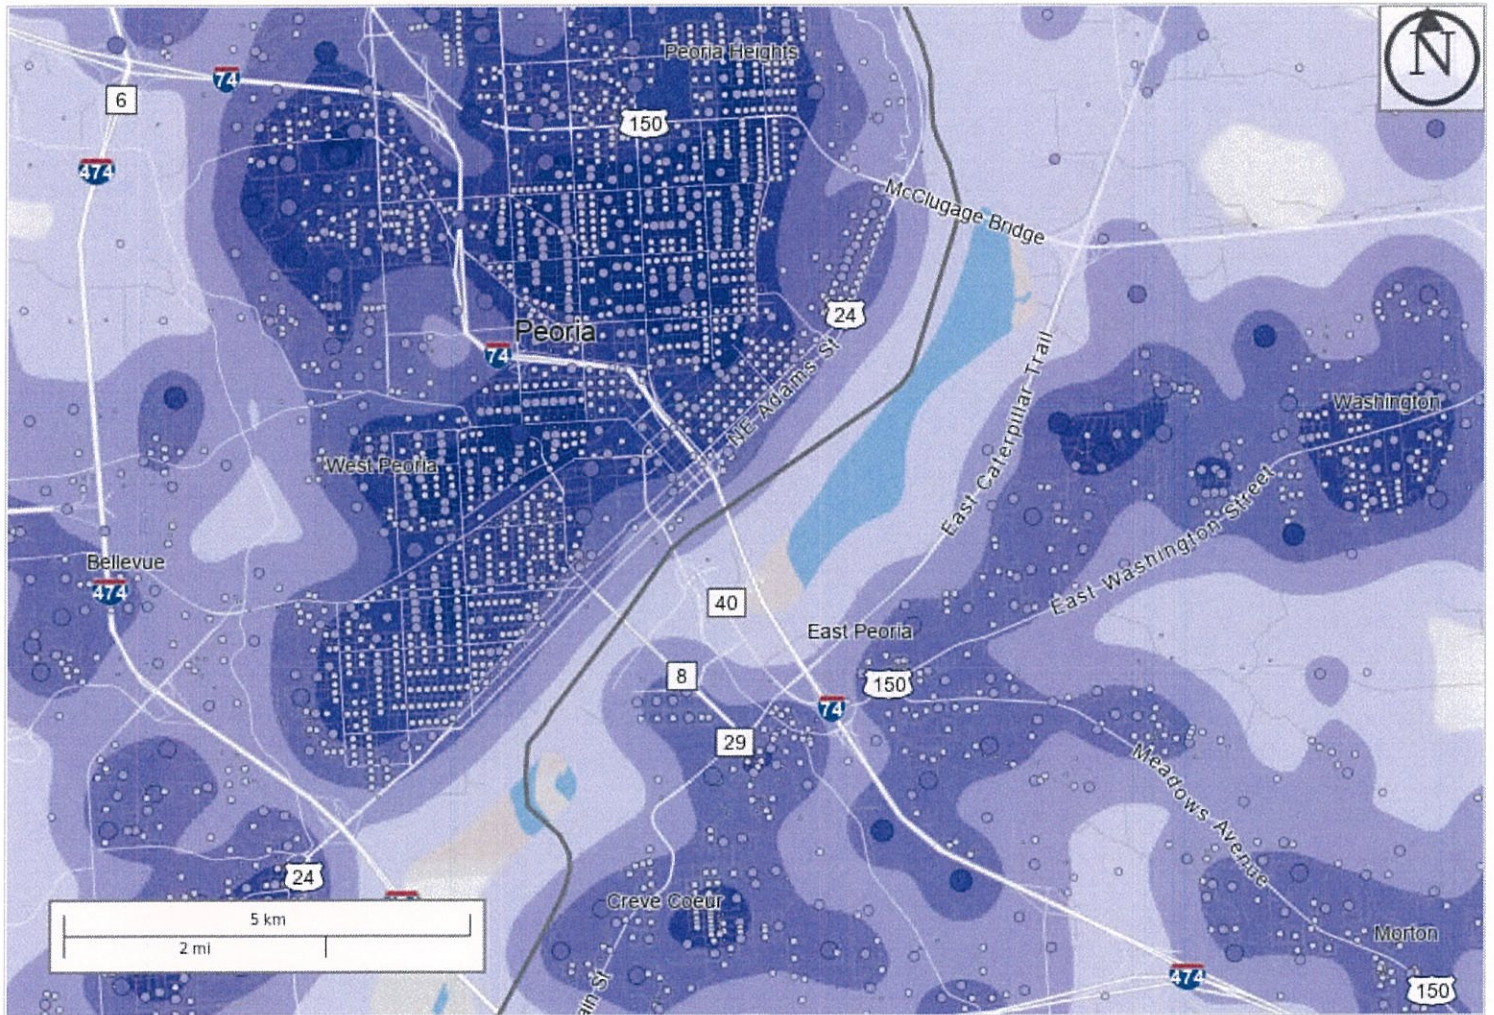 Peoria Heights
N
74
6
150
474
McClugage Bridge
24
Peoria
74
NE Adams St
East Caterpillar Trail
Washington
West Peoria
East Washington Street
Bellevue
474
40
East Peoria
8
150
74
29
Meadows Avenue
24
Creve Coeur
5 km
2 mi
Morton
474
150